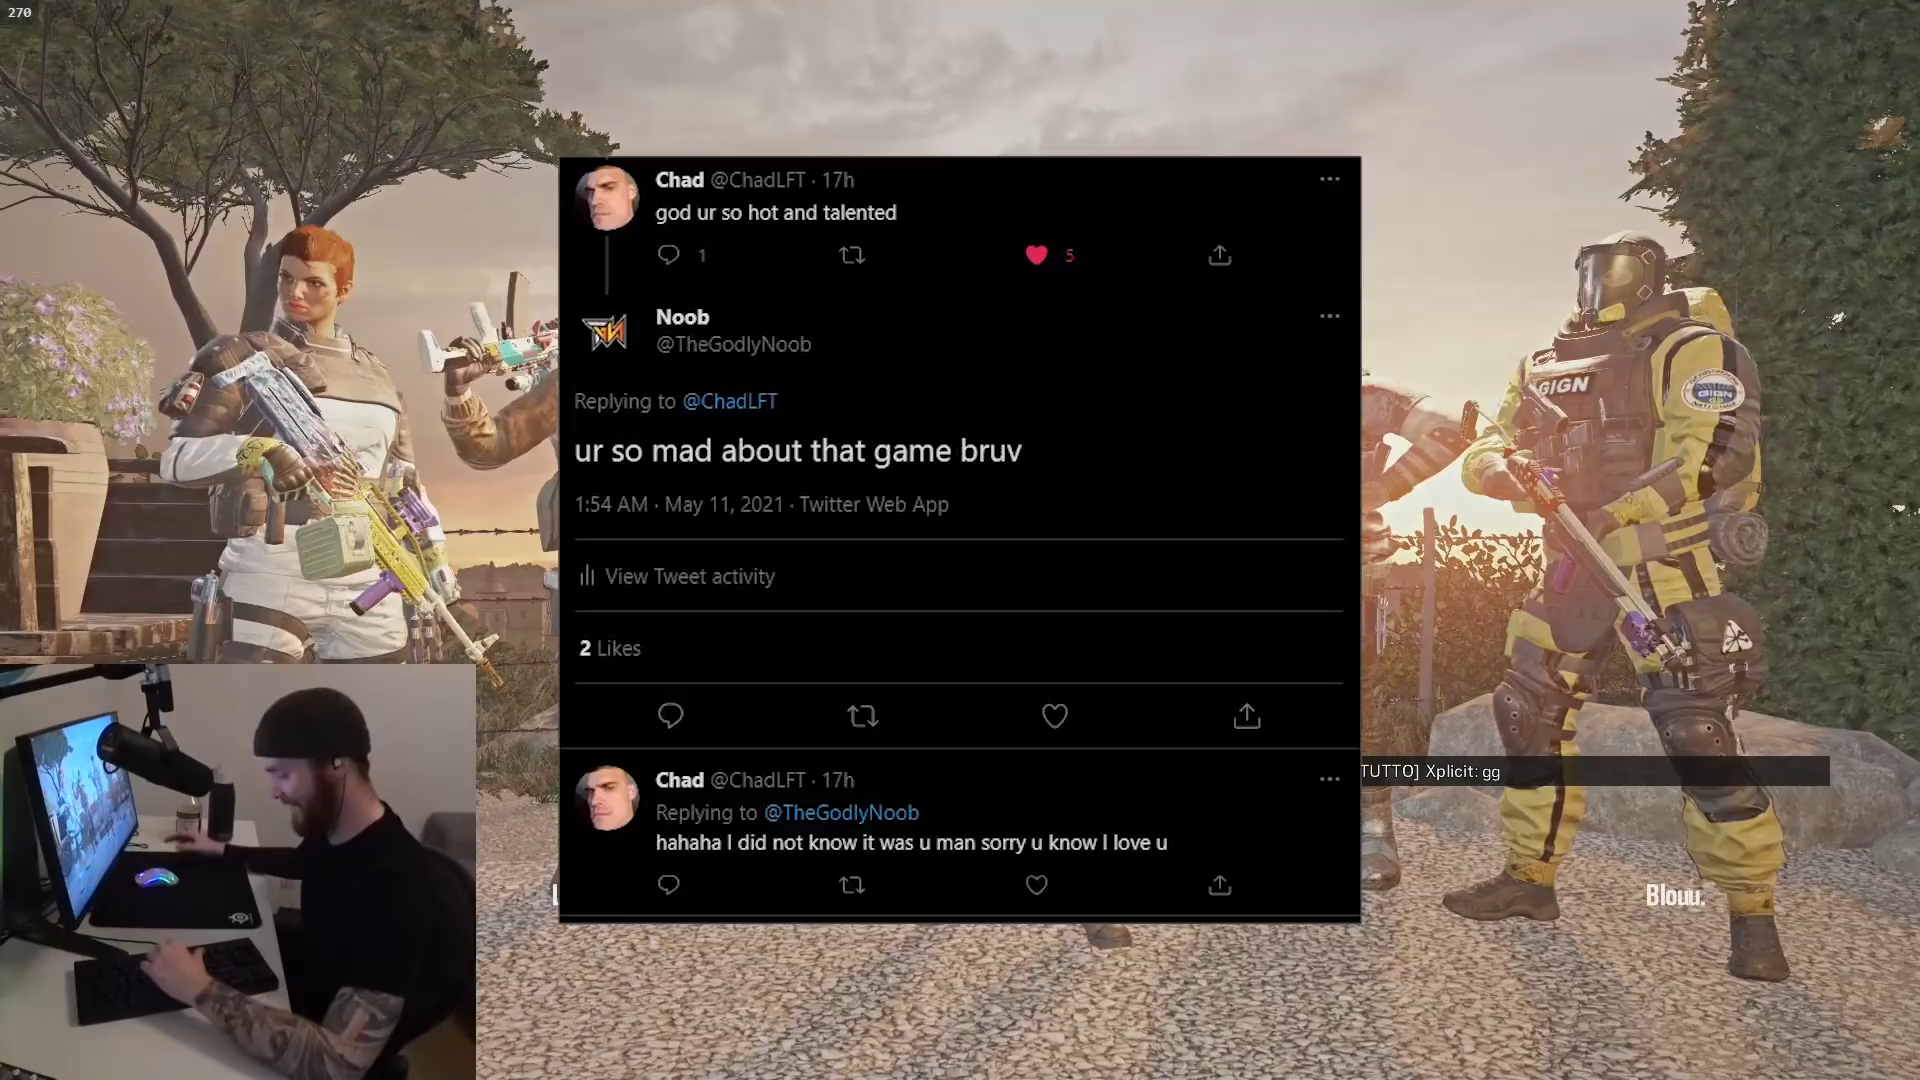 270
Chad @ChadLFT · 17h
god ur so hot and talented
1
5
Noob
@TheGodlyNoob
Replying to @ChadLFT
ur so mad about that game bruv
1:54 AM · May 11, 2021 · Twitter Web App
View Tweet activity
2 Likes
Chad @ChadLFT · 17h
Replying to @TheGodlyNoob
hahaha I did not know it was u man sorry u know I love u
TUTTO] Xplicit: gg
Blouu.
GIGN
GIGN